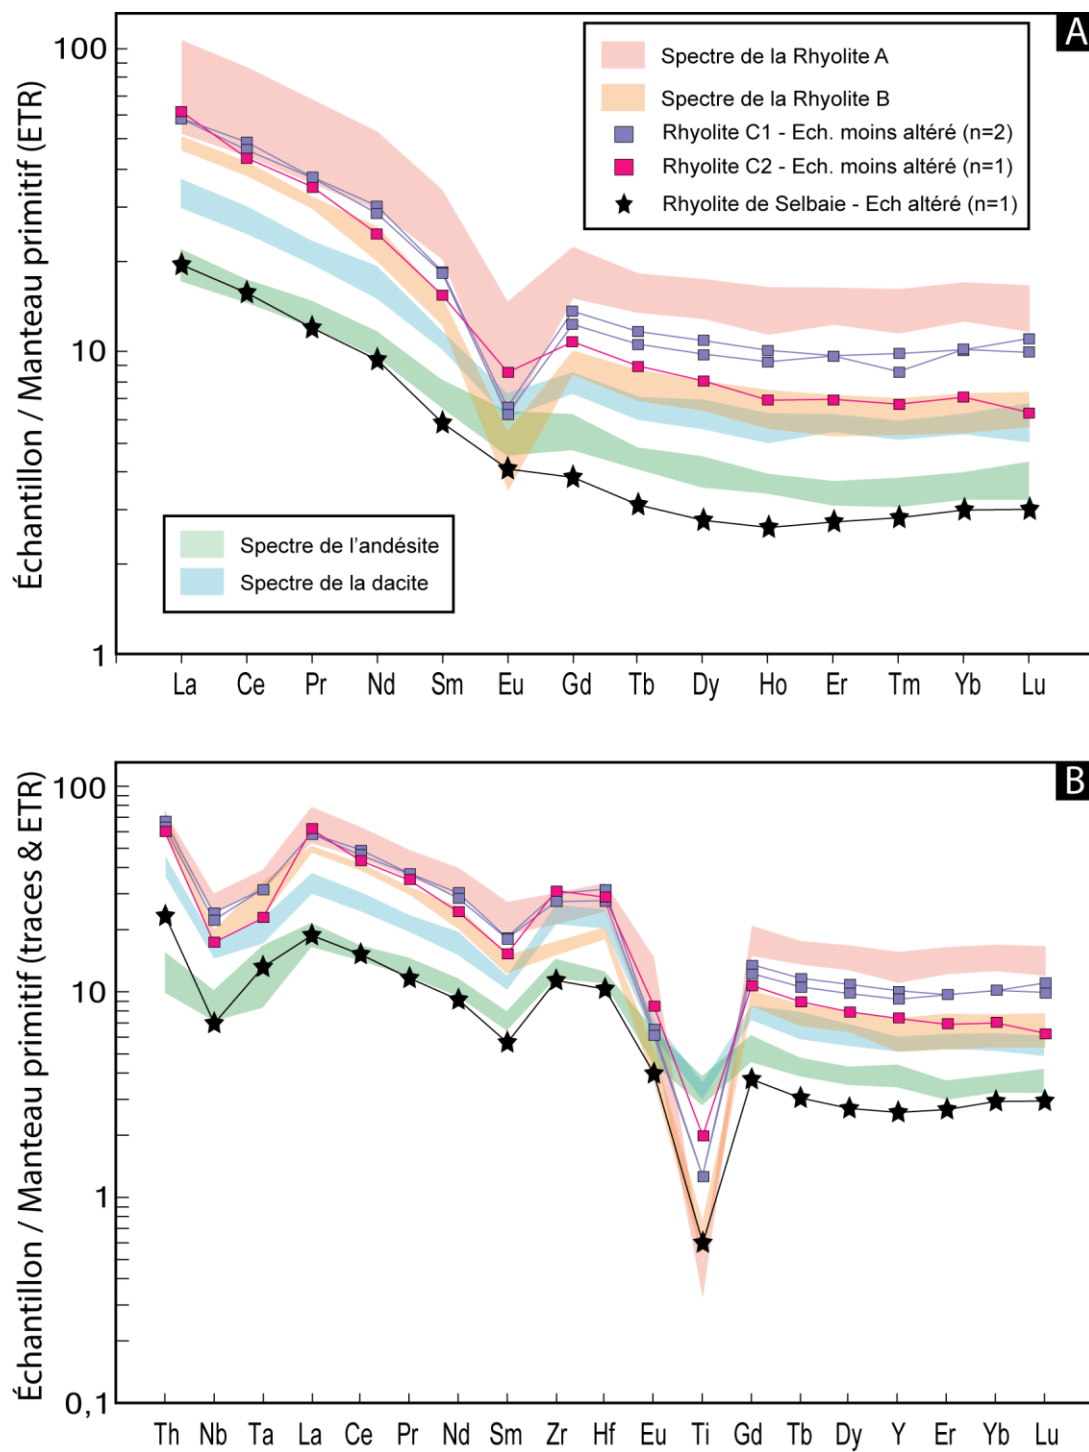 A
Échantillon / Manteau primitif (ETR)
100
10
1
Spectre de la Rhyolite A
Spectre de la Rhyolite B
Rhyolite C1 - Ech. moins altéré (n=2)
Rhyolite C2 - Ech. moins altéré (n=1)
Rhyolite de Selbaie - Ech altéré (n=1)
Spectre de l'andésite
Spectre de la dacite
La Ce Pr Nd Sm Eu Gd Tb Dy Ho Er Tm Yb Lu
B
Échantillon / Manteau primitif (traces & ETR)
100
10
1
0,1
Th Nb Ta La Ce Pr Nd Sm Zr Hf Eu Ti Gd Tb Dy Y Er Yb Lu